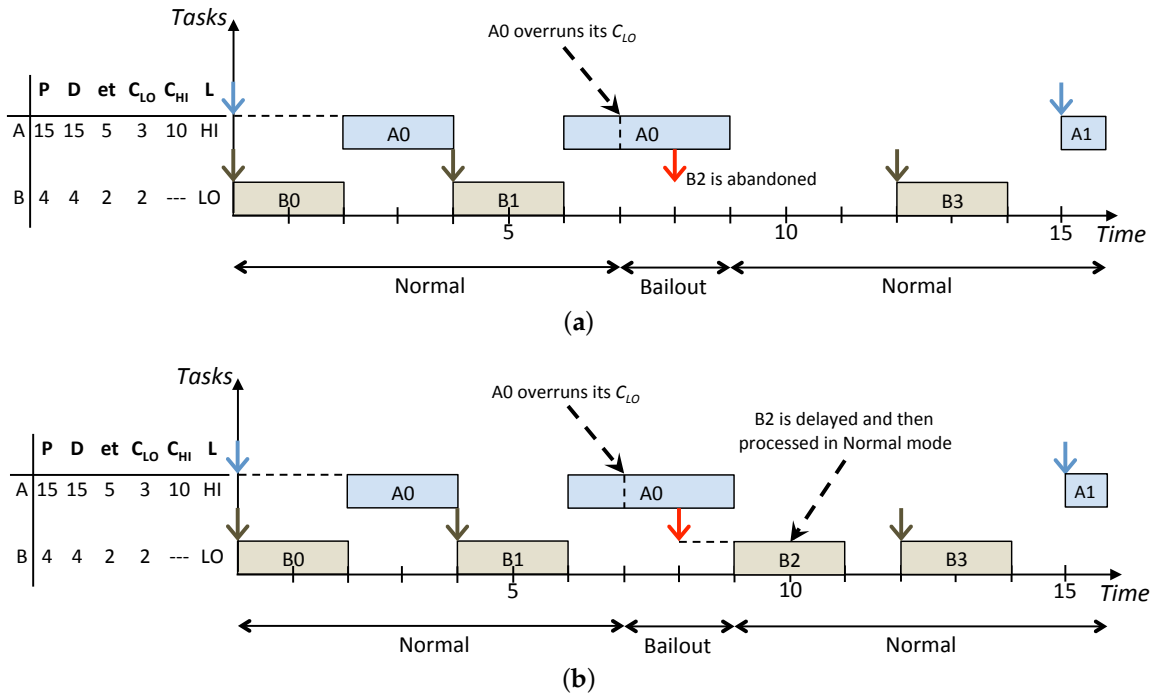 Tasks
A0 overruns its C_LO
P D et C_LO C_HI L
A 15 15 5 3 10 HI
A0 A0 A1
B2 is abandoned
B 4 4 2 2 --- LO
B0 B1 B3
5 10 15 Time
Normal Bailout Normal
(a)
Tasks
A0 overruns its C_LO
B2 is delayed and then
processed in Normal mode
P D et C_LO C_HI L
A 15 15 5 3 10 HI
A0 A0 A1
B 4 4 2 2 --- LO
B0 B1 B2 B3
5 10 15 Time
Normal Bailout Normal
(b)